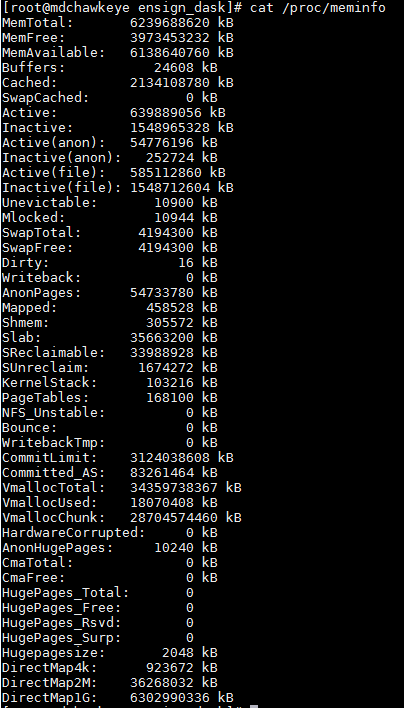 [root@mdchawkeye ensign_dask]# cat /proc/meminfo
MemTotal:       6239688620 kB
MemFree:        3973453232 kB
MemAvailable:   6138640760 kB
Buffers:           24608 kB
Cached:         2134108780 kB
SwapCached:            0 kB
Active:         639889056 kB
Inactive:       1548965328 kB
Active(anon):   54776196 kB
Inactive(anon):   252724 kB
Active(file):   585112860 kB
Inactive(file): 1548712604 kB
Unevictable:       10900 kB
Mlocked:           10944 kB
SwapTotal:       4194300 kB
SwapFree:        4194300 kB
Dirty:                16 kB
Writeback:             0 kB
AnonPages:      54733780 kB
Mapped:           458528 kB
Shmem:            305572 kB
Slab:           35663200 kB
SReclaimable:   33988928 kB
SUnreclaim:      1674272 kB
KernelStack:      103216 kB
PageTables:       168100 kB
NFS_Unstable:          0 kB
Bounce:                0 kB
WritebackTmp:          0 kB
CommitLimit:    3124038608 kB
Committed_AS:   83261464 kB
VmallocTotal:   34359738367 kB
VmallocUsed:    18070408 kB
VmallocChunk:   28704574460 kB
HardwareCorrupted:     0 kB
AnonHugePages:     10240 kB
CmaTotal:              0 kB
CmaFree:               0 kB
HugePages_Total:       0
HugePages_Free:        0
HugePages_Rsvd:        0
HugePages_Surp:        0
Hugepagesize:       2048 kB
DirectMap4k:      923672 kB
DirectMap2M:    36268032 kB
DirectMap1G:    6302990336 kB